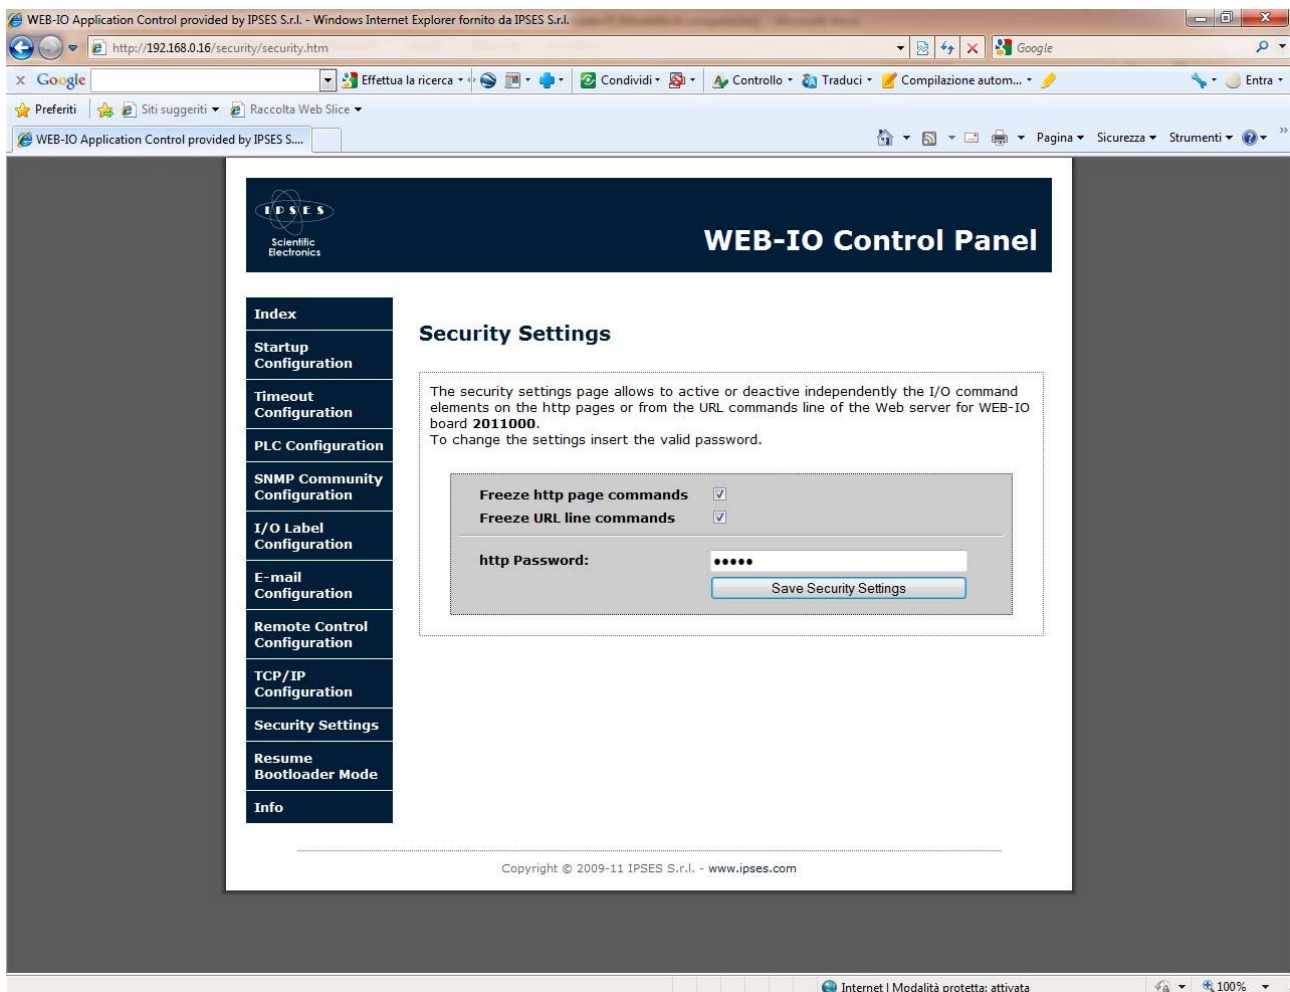 WEB-IO Application Control provided by IPSES S.r.l. - Windows Internet Explorer fornito da IPSES S.r.l.
http://192.168.0.16/security/security.htm
Google
x Google
Effettua la ricerca
Condividi
Controllo
Traduci
Compilazione autom...
Entra
Preferiti
Siti suggeriti
Raccolta Web Slice
WEB-IO Application Control provided by IPSES S....
Pagina
Sicurezza
Strumenti
IPSES
Scientific
Electronics
WEB-IO Control Panel
Index
Startup
Configuration
Timeout
Configuration
PLC Configuration
SNMP Community
Configuration
I/O Label
Configuration
E-mail
Configuration
Remote Control
Configuration
TCP/IP
Configuration
Security Settings
Resume
Bootloader Mode
Info
Security Settings
The security settings page allows to active or deactive independently the I/O command
elements on the http pages or from the URL commands line of the Web server for WEB-IO
board 2011000.
To change the settings insert the valid password.
Freeze http page commands
Freeze URL line commands
http Password: •••••
Save Security Settings
Copyright © 2009-11 IPSES S.r.l. - www.ipses.com
Internet | Modalità protetta: attivata
100%